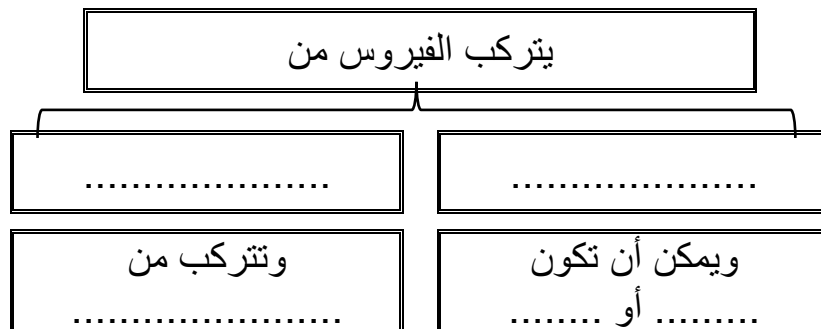 يتركب الفيروس من
.....................
.....................
ويمكن أن تكون
......... أو ........
وتتركب من
.......................